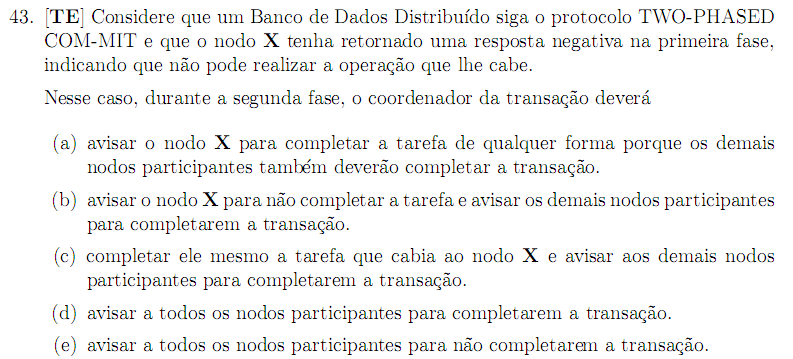 43. [TE] Considere que um Banco de Dados Distribuído siga o protocolo TWO-PHASED
COM-MIT e que o nodo X tenha retornado uma resposta negativa na primeira fase,
indicando que não pode realizar a operação que lhe cabe.
Nesse caso, durante a segunda fase, o coordenador da transação deverá
(a) avisar o nodo X para completar a tarefa de qualquer forma porque os demais
nodos participantes também deverão completar a transação.
(b) avisar o nodo X para não completar a tarefa e avisar os demais nodos participantes
para completarem a transação.
(c) completar ele mesmo a tarefa que cabia ao nodo X e avisar aos demais nodos
participantes para completarem a transação.
(d) avisar a todos os nodos participantes para completarem a transação.
(e) avisar a todos os nodos participantes para não completarem a transação.